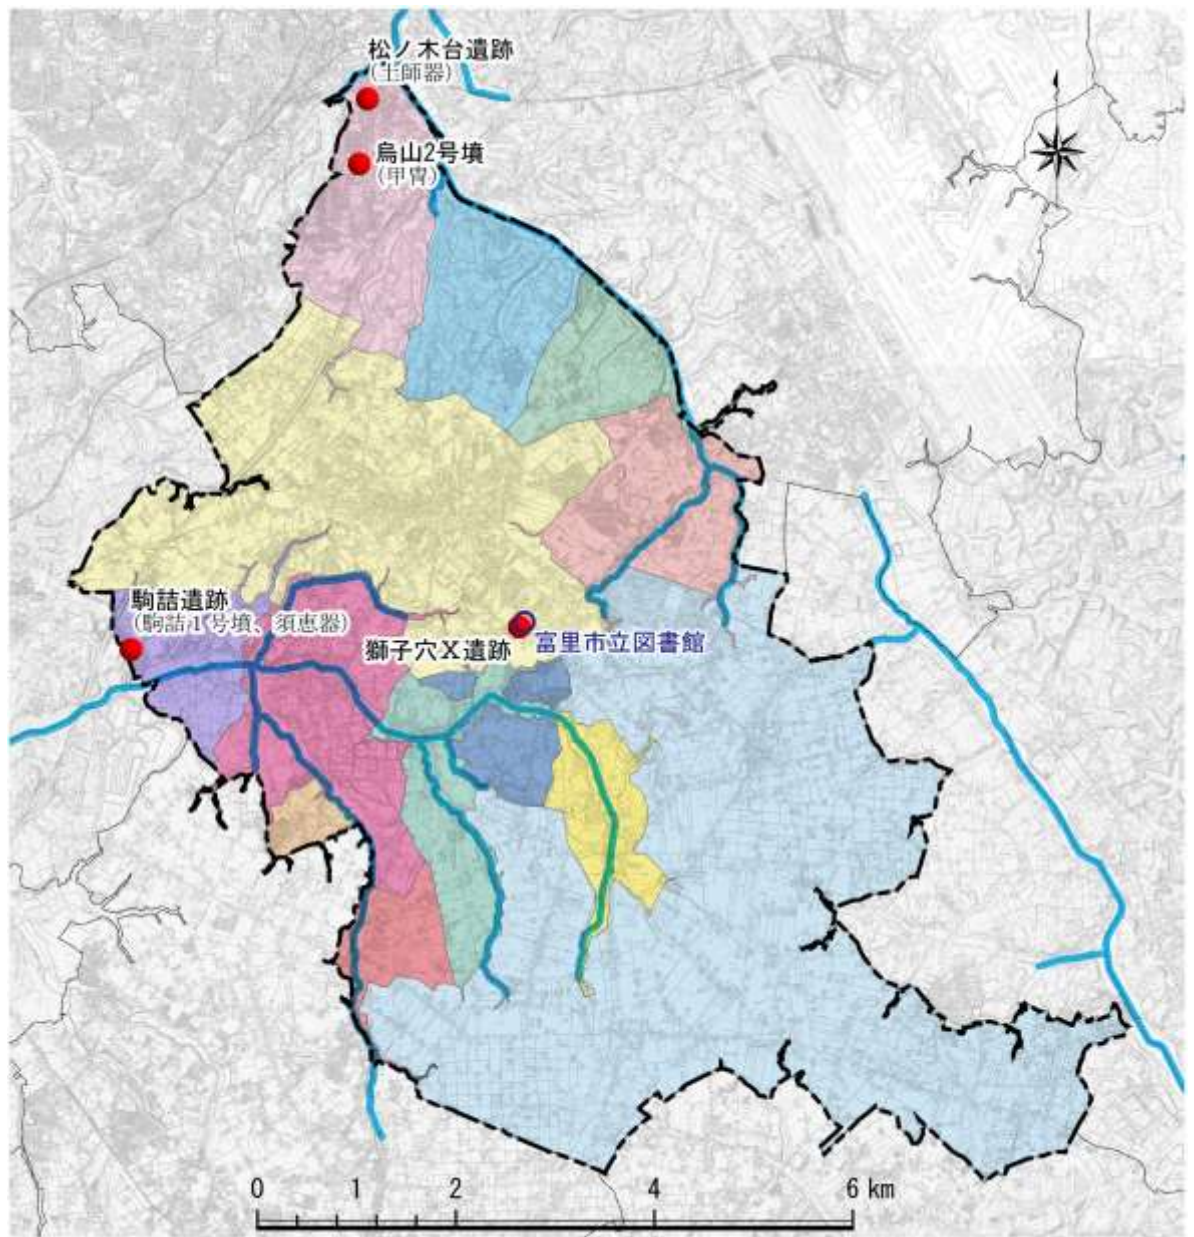 松ノ木台遺跡
(土師器)
烏山2号墳
(甲冑)
駒詰遺跡
(駒詰1号墳、須恵器)
獅子穴Ⅹ遺跡
富里市立図書館
0 1 2 4 6 km